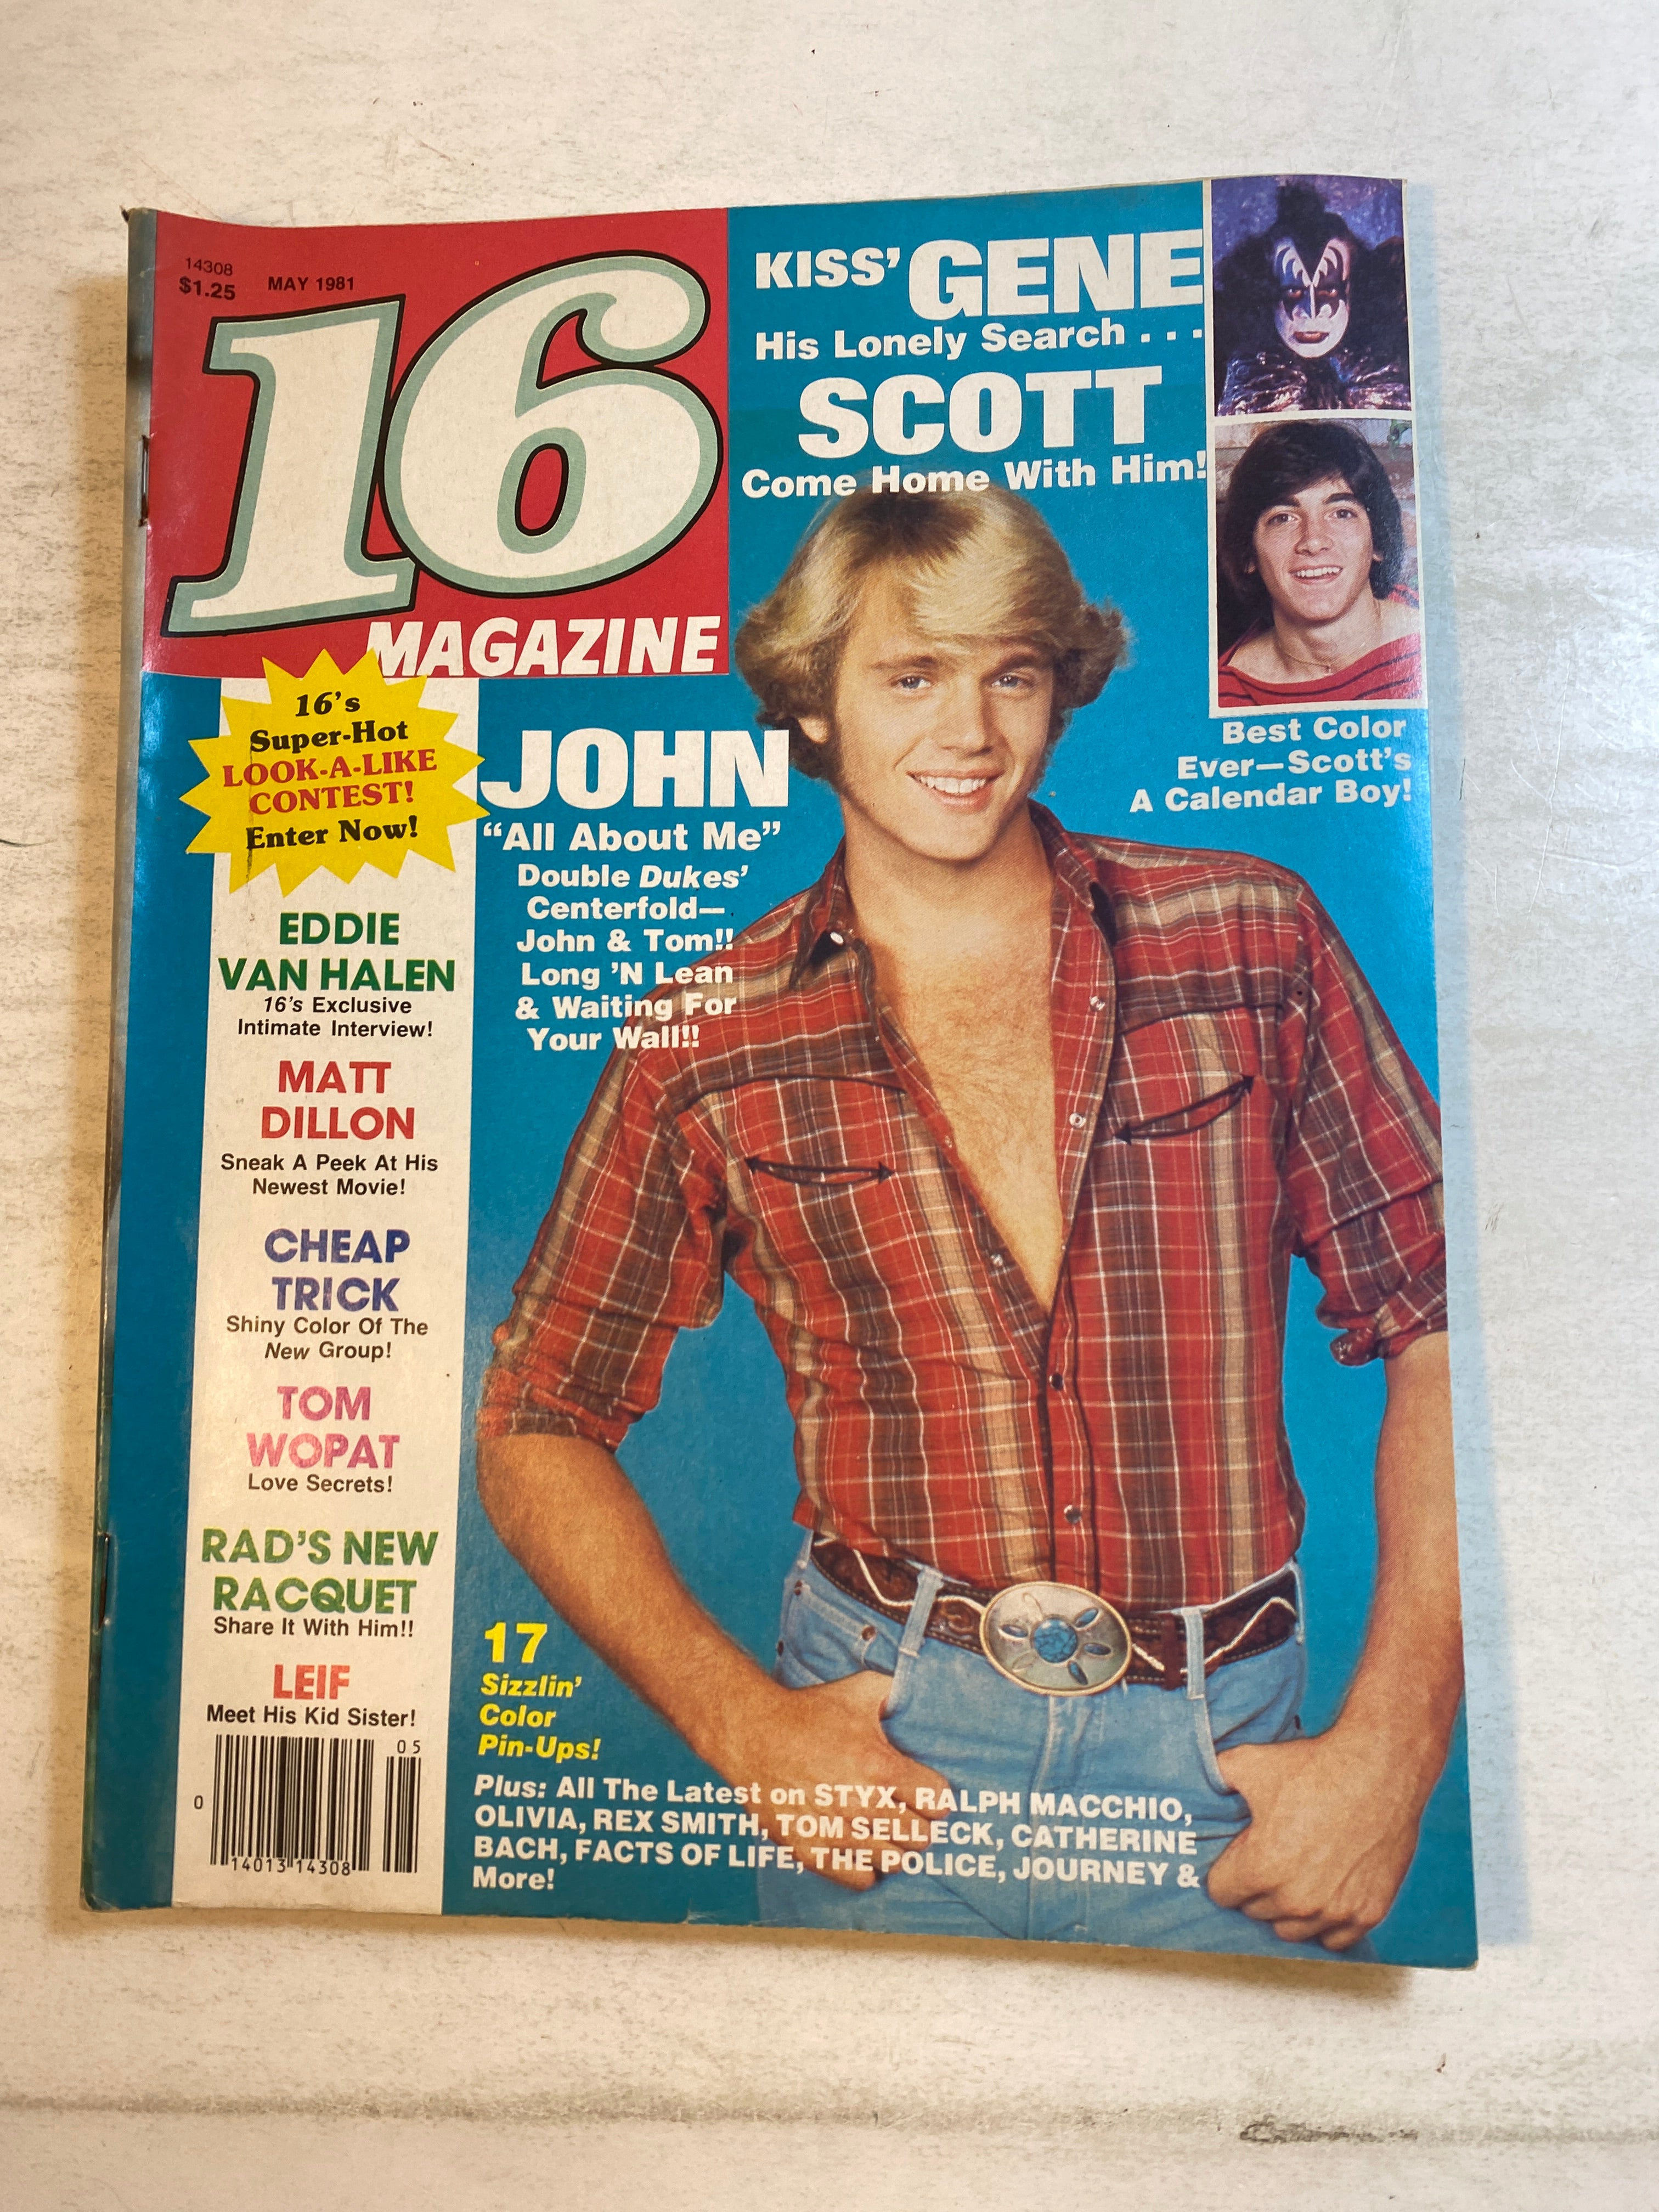 14308
$1.25
MAY 1981
16
MAGAZINE
KISS' GENE
His Lonely Search . . .
SCOTT
Come Home With Him!
Best Color
Ever—Scott's
A Calendar Boy!
16's
Super-Hot
LOOK-A-LIKE
CONTEST!
Enter Now!
JOHN
“All About Me”
Double Dukes'
Centerfold—
John & Tom!!
Long 'N Lean
& Waiting For
Your Wall!!
EDDIE
VAN HALEN
16's Exclusive
Intimate Interview!
MATT
DILLON
Sneak A Peek At His
Newest Movie!
CHEAP
TRICK
Shiny Color Of The
New Group!
TOM
WOPAT
Love Secrets!
RAD'S NEW
RACQUET
Share It With Him!!
LEIF
Meet His Kid Sister!
05
0
14013 14308
17
Sizzlin'
Color
Pin-Ups!
Plus: All The Latest on STYX, RALPH MACCHIO,
OLIVIA, REX SMITH, TOM SELLECK, CATHERINE
BACH, FACTS OF LIFE, THE POLICE, JOURNEY &
More!